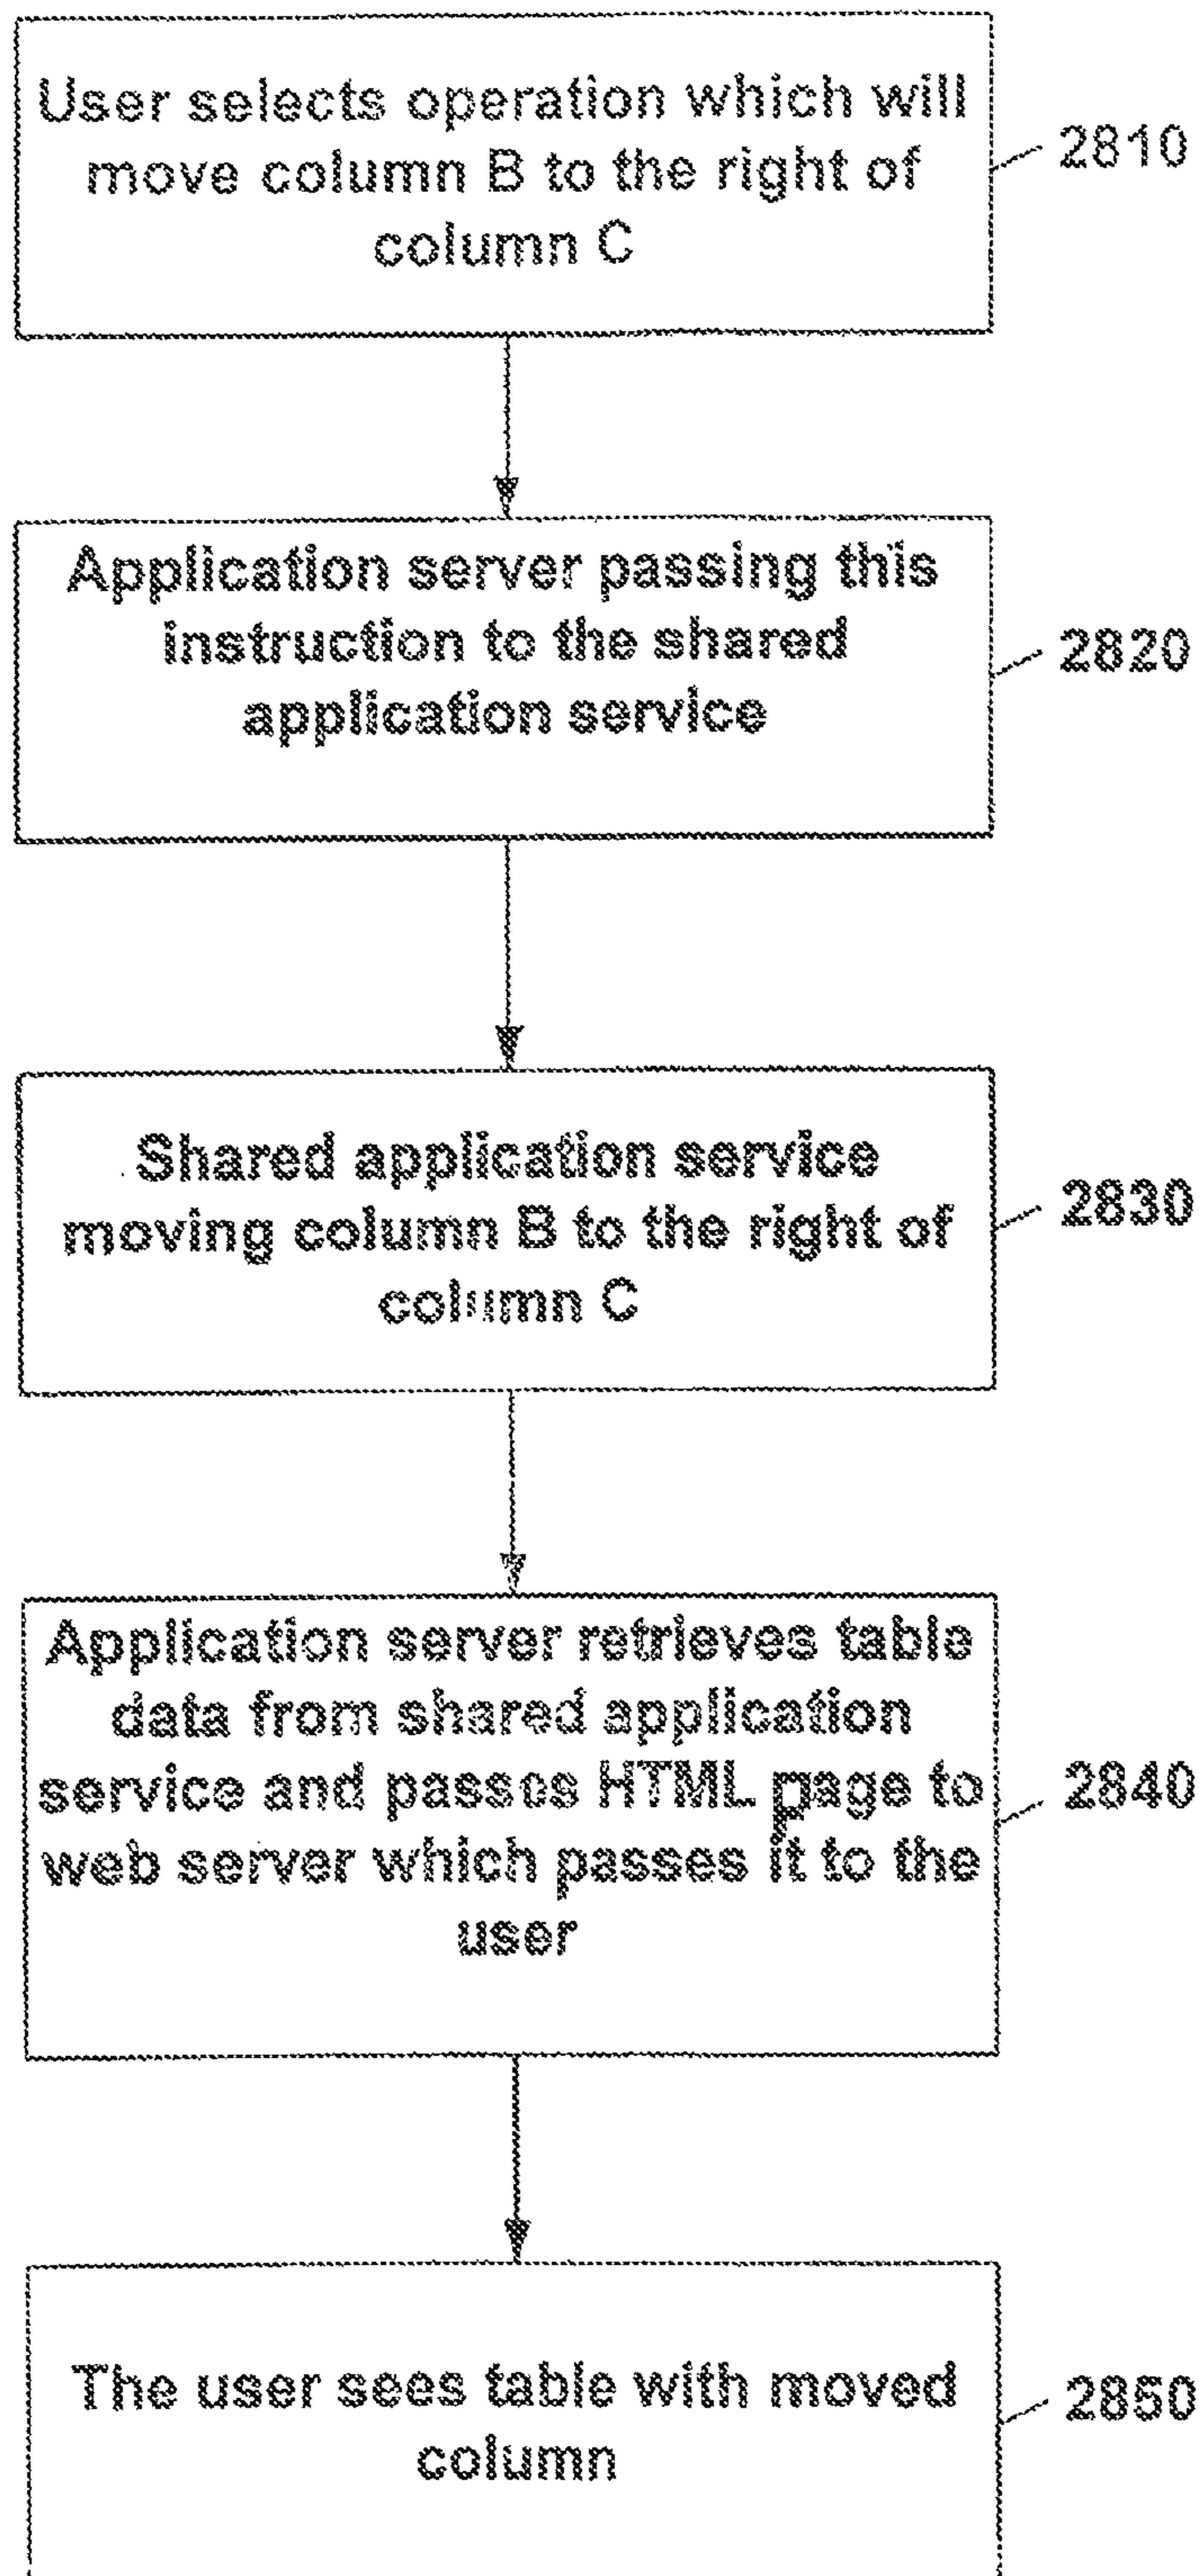 User selects operation which will
move column B to the right of
column C
2810
Application server passing this
instruction to the shared
application service
2820
Shared application service
moving column B to the right of
column C
2830
Application server retrieves table
data from shared application
service and passes HTML page to
web server which passes it to the
user
2840
The user sees table with moved
column
2850